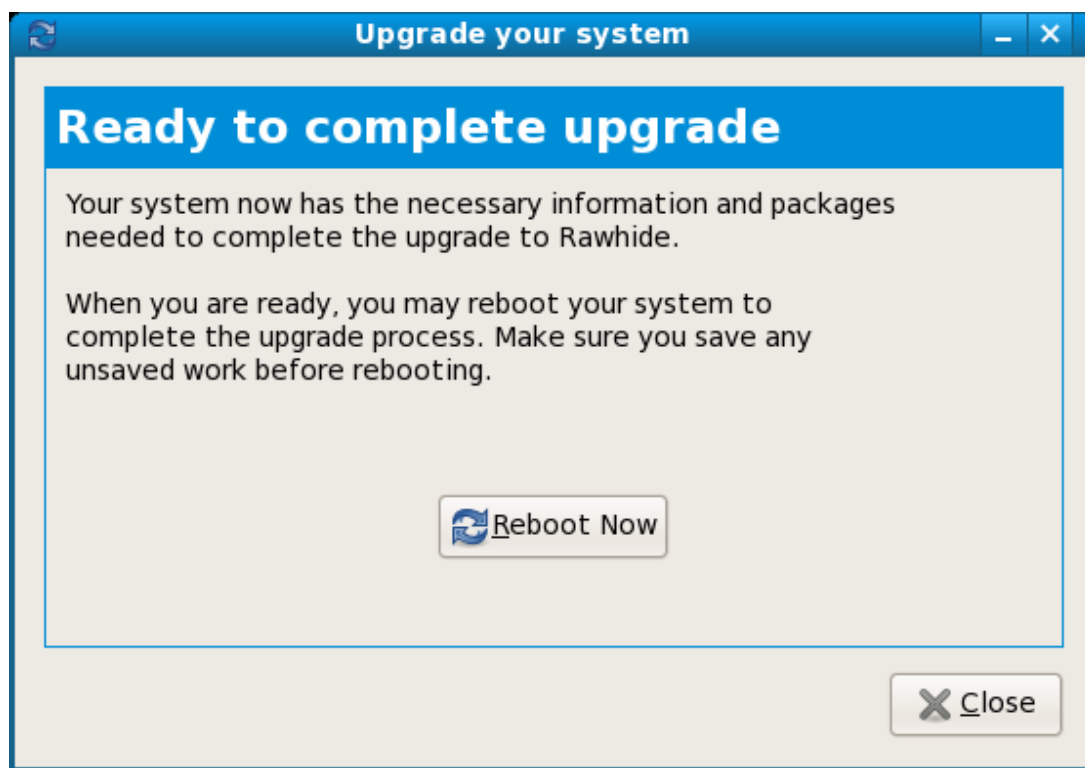 Upgrade your system
Ready to complete upgrade
Your system now has the necessary information and packages
needed to complete the upgrade to Rawhide.
When you are ready, you may reboot your system to
complete the upgrade process. Make sure you save any
unsaved work before rebooting.
Reboot Now
Close